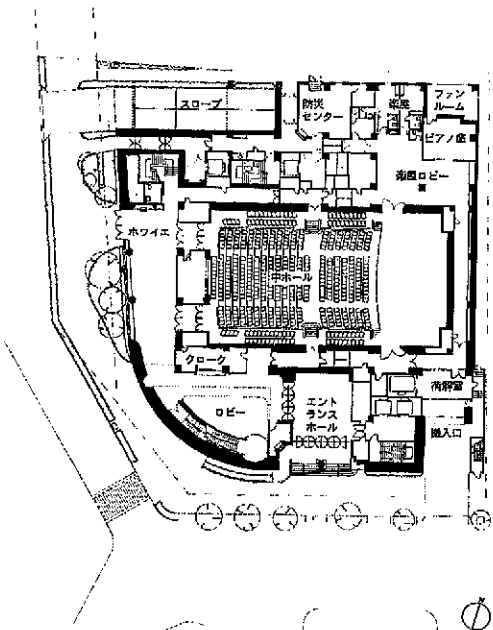 スロープ
防災
センター
楽屋
ファン
ルーム
ピアノ庫
楽屋ロビー
ホワイエ
中ホール
クローク
ロビー
エント
ランス
ホール
荷解室
搬入口